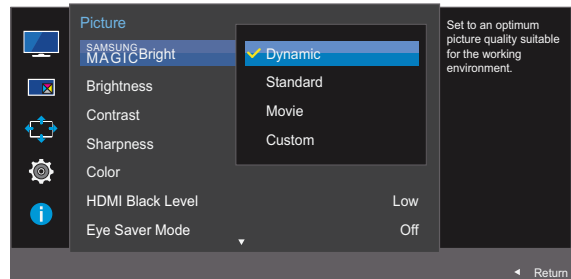 Picture
SAMSUNG
MAGICBright
Dynamic
Standard
Movie
Custom
Brightness
Contrast
Sharpness
Color
HDMI Black Level Low
Eye Saver Mode Off
Set to an optimum
picture quality suitable
for the working
environment.
Return